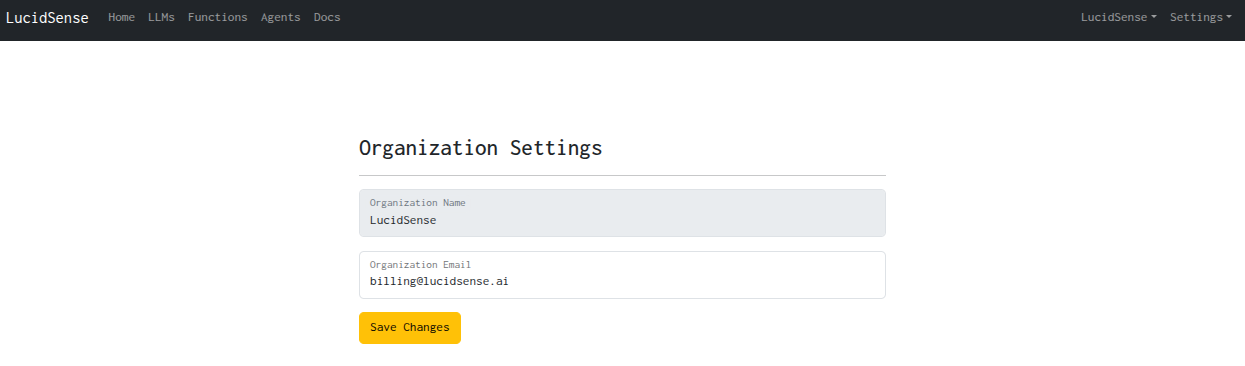 LucidSense Home LLMs Functions Agents Docs LucidSense Settings
Organization Settings
Organization Name
LucidSense
Organization Email
billing@lucidsense.ai
Save Changes